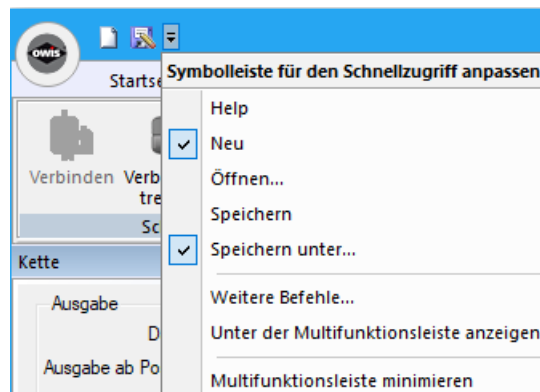 owis
Startse
Symbolleiste für den Schnellzugriff anpassen
Help
Neu
Öffnen...
Speichern
Speichern unter...
Weitere Befehle...
Unter der Multifunktionsleiste anzeigen
Multifunktionsleiste minimieren
Verbinden
Verb
tre
Sc
Kette
Ausgabe
D
Ausgabe ab Po